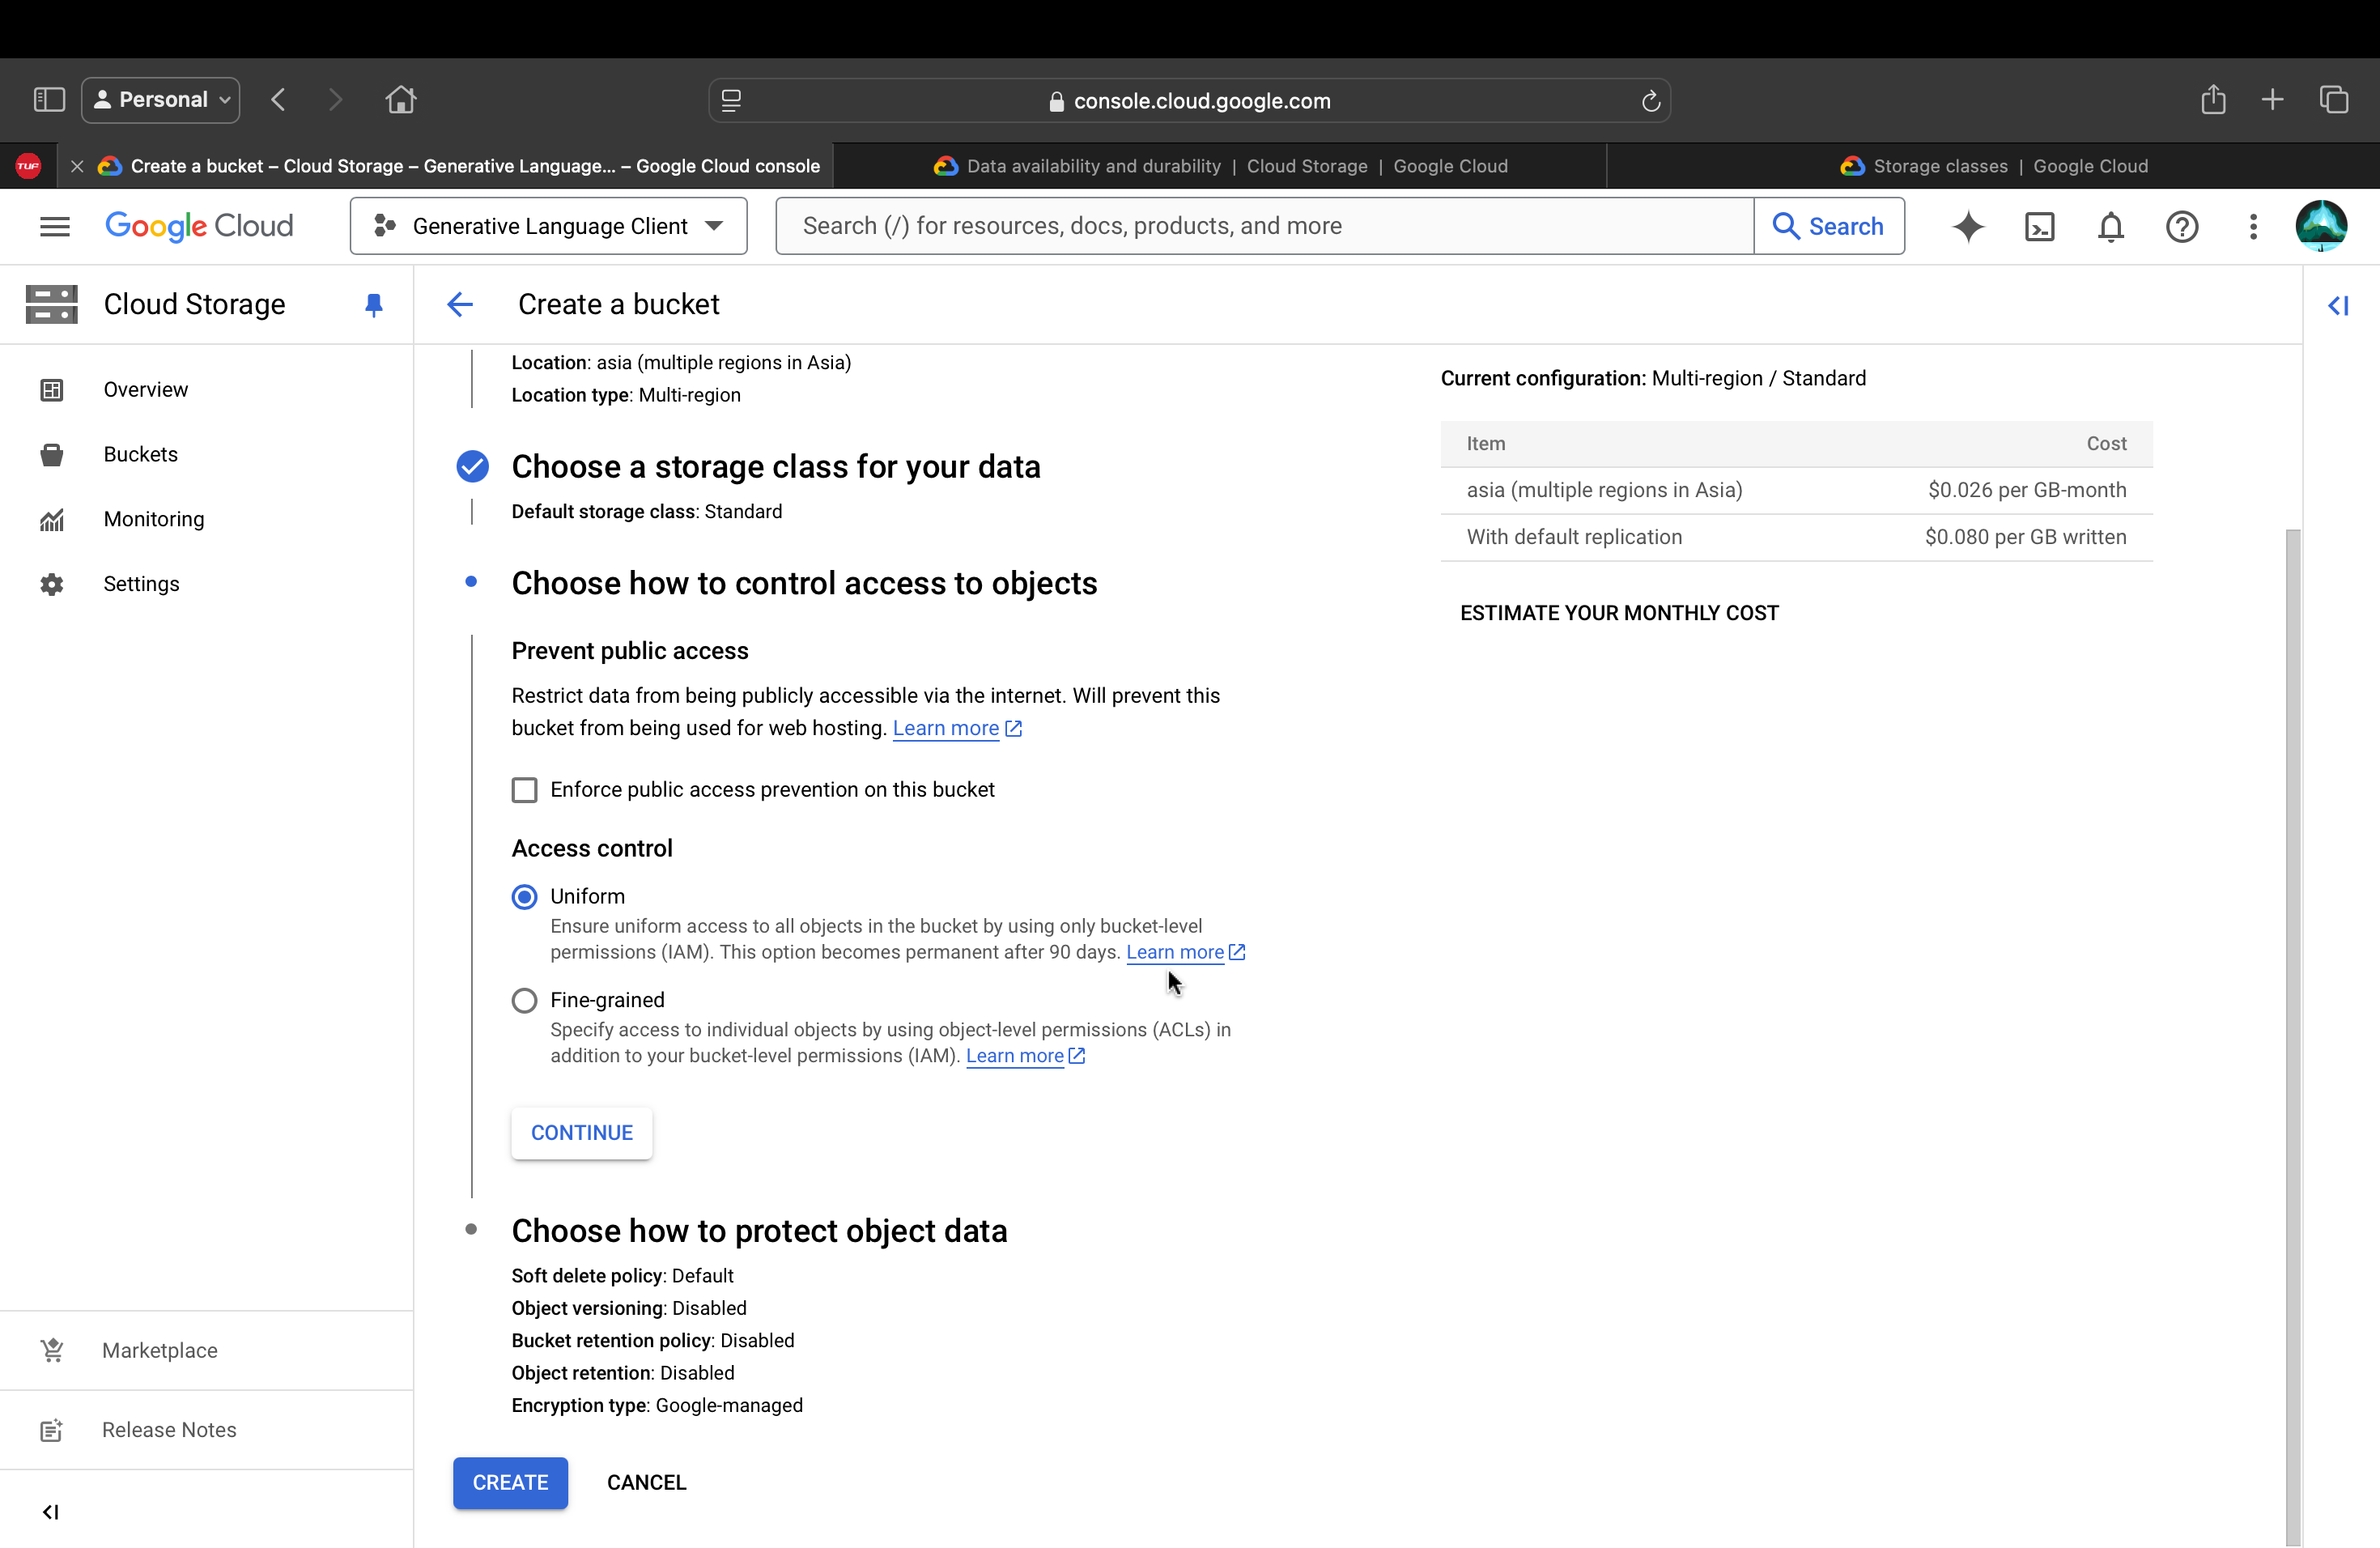 Personal
console.cloud.google.com
TUF
Create a bucket – Cloud Storage – Generative Language... – Google Cloud console
Data availability and durability | Cloud Storage | Google Cloud
Storage classes | Google Cloud
Google Cloud
Generative Language Client
Search (/) for resources, docs, products, and more
Search
Cloud Storage
Create a bucket
Overview
Buckets
Monitoring
Settings
Location: asia (multiple regions in Asia)
Location type: Multi-region
Choose a storage class for your data
Default storage class: Standard
Choose how to control access to objects
Prevent public access
Restrict data from being publicly accessible via the internet. Will prevent this
bucket from being used for web hosting. Learn more
Enforce public access prevention on this bucket
Access control
Uniform
Ensure uniform access to all objects in the bucket by using only bucket-level
permissions (IAM). This option becomes permanent after 90 days. Learn more
Fine-grained
Specify access to individual objects by using object-level permissions (ACLs) in
addition to your bucket-level permissions (IAM). Learn more
CONTINUE
Choose how to protect object data
Soft delete policy: Default
Object versioning: Disabled
Bucket retention policy: Disabled
Object retention: Disabled
Encryption type: Google-managed
CREATE
CANCEL
Current configuration: Multi-region / Standard
Item Cost
asia (multiple regions in Asia) $0.026 per GB-month
With default replication $0.080 per GB written
ESTIMATE YOUR MONTHLY COST
Marketplace
Release Notes